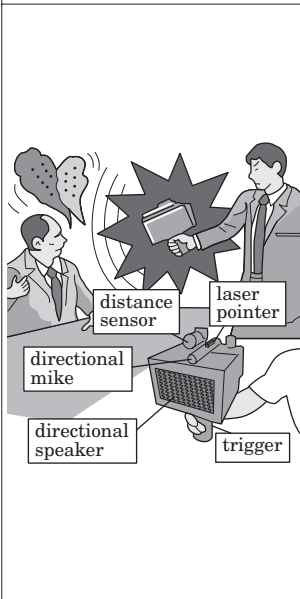 distance
sensor
laser
pointer
directional
mike
directional
speaker
trigger